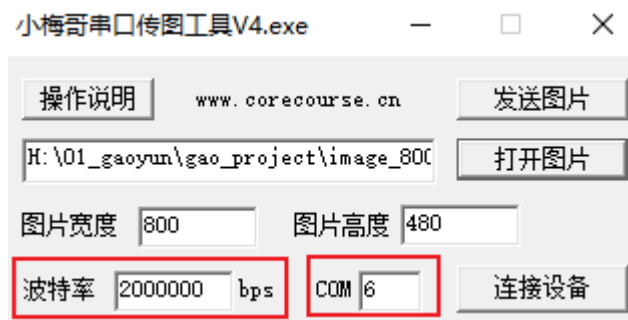 小梅哥串口传图工具V4.exe
操作说明 www.corecourse.cn 发送图片
H:\01_gaoyun\gao_project\image_800 打开图片
图片宽度 800 图片高度 480
波特率 2000000 bps COM 6 连接设备